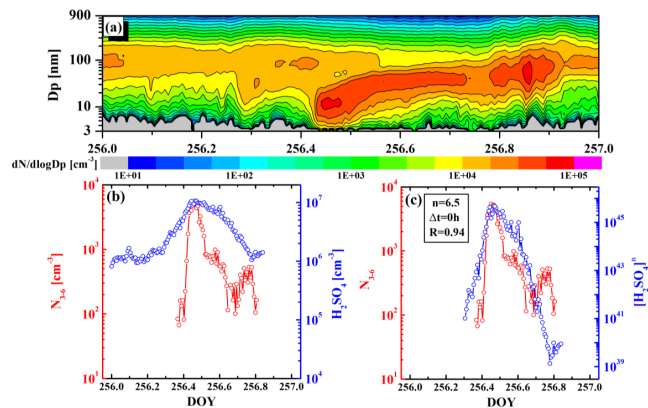 (a)
Dp [nm]
900
100
10
3
256.0 256.2 256.4 256.6 256.8 257.0
dN/dlogDp [cm⁻³]
1E+01 1E+02 1E+03 1E+04 1E+05
(b)
N₃₋₆ [cm⁻³]
10⁴
10³
10²
10¹
H₂SO₄ [cm⁻³]
10⁷
10⁶
10⁵
10⁴
256.0 256.2 256.4 256.6 256.8 257.0
DOY
(c)
n=6.5
Δt=0h
R=0.94
N₃₋₆
10⁴
10³
10²
10¹
[H₂SO₄]ⁿ
10⁴⁵
10⁴³
10⁴¹
10³⁹
256.0 256.2 256.4 256.6 256.8 257.0
DOY